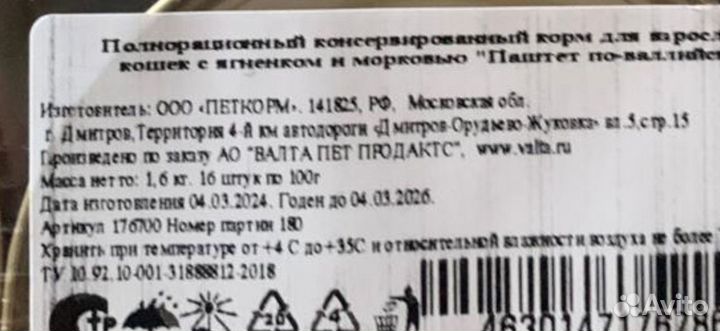 Полнорационный консервированный корм для взросл
кошек с ягненком и морковью "Паштет по-валлийс
Изготовитель: ООО «ПЕТКОРМ». 141825, РФ, Московская обл.
г. Дмитров, Территория 4-й км автодороги «Дмитров-Орудьево-Жуковка» вл.5,стр.15
Произведено по заказу АО "ВАЛТА ПЕТ ПРОДАКТС", www.valta.ru
Масса нетто: 1,6 кг. 16 штук по 100г
Дата изготовления 04.03.2024. Годен до 04.03.2026.
Артикул 176700 Номер партии 180
Хранить при температуре от +4 С до +35С и относительной влажности воздуха не более
ТУ 10.92.10-001-31888812-2018
Avito